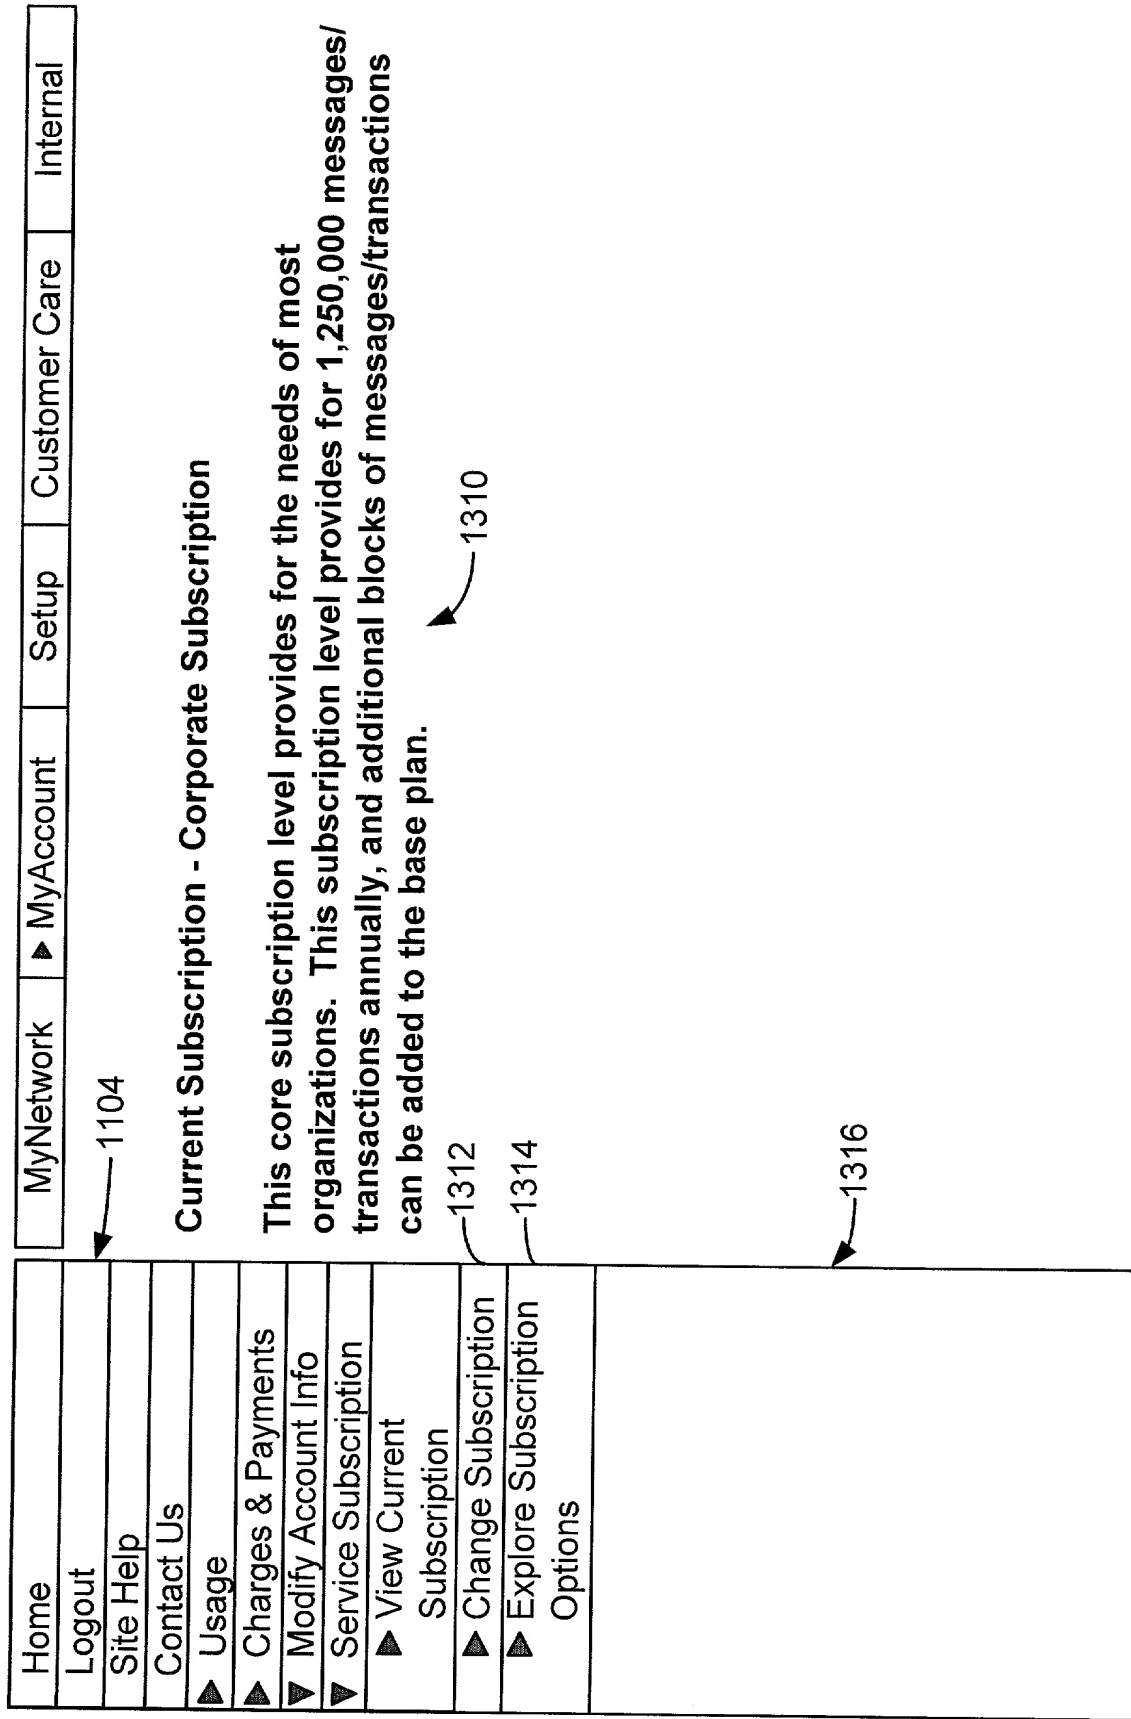 MyNetwork ▶ MyAccount Setup Customer Care Internal
Home
Logout
Site Help
Contact Us
▶ Usage
▶ Charges & Payments
▼ Modify Account Info
▼ Service Subscription
▶ View Current
Subscription
▶ Change Subscription
▶ Explore Subscription
Options
1104
Current Subscription - Corporate Subscription
This core subscription level provides for the needs of most
organizations. This subscription level provides for 1,250,000 messages/
transactions annually, and additional blocks of messages/transactions
can be added to the base plan.
1310
1312
1314
1316